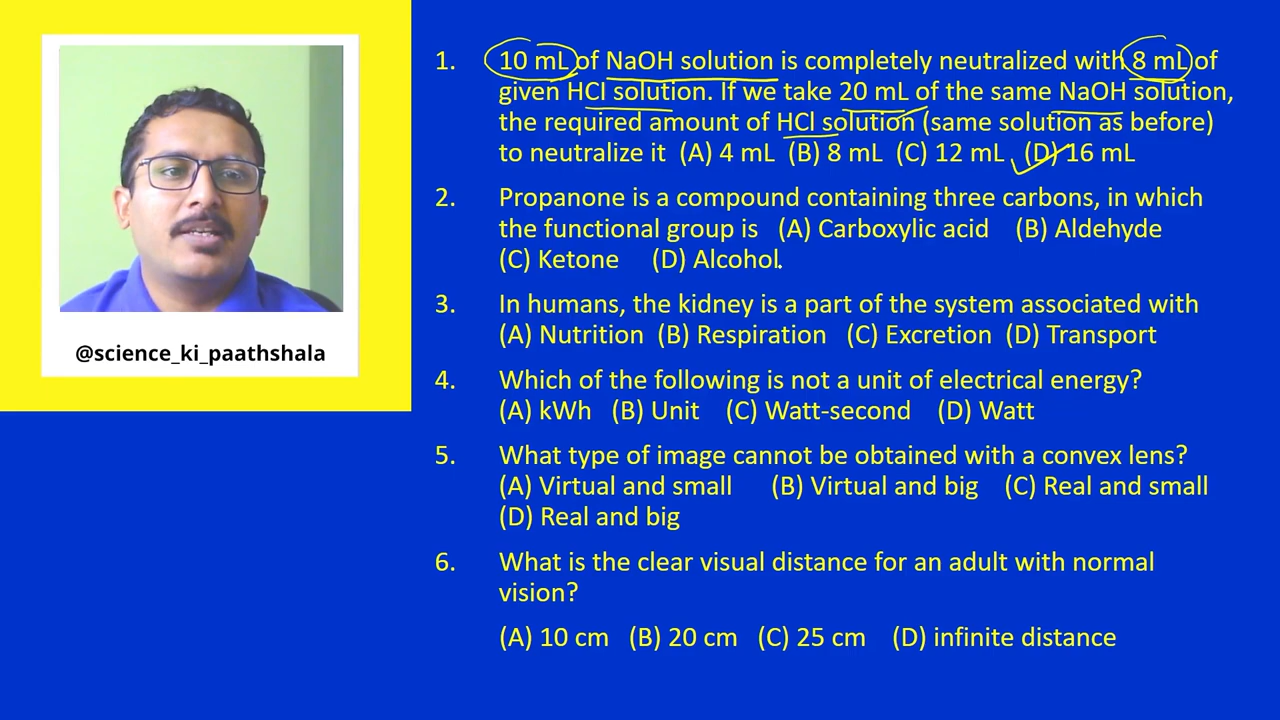 @science_ki_paathshala
1. 10 mL of NaOH solution is completely neutralized with 8 mL of
given HCl solution. If we take 20 mL of the same NaOH solution,
the required amount of HCl solution (same solution as before)
to neutralize it (A) 4 mL (B) 8 mL (C) 12 mL (D) 16 mL
2. Propanone is a compound containing three carbons, in which
the functional group is (A) Carboxylic acid (B) Aldehyde
(C) Ketone (D) Alcohol.
3. In humans, the kidney is a part of the system associated with
(A) Nutrition (B) Respiration (C) Excretion (D) Transport
4. Which of the following is not a unit of electrical energy?
(A) kWh (B) Unit (C) Watt-second (D) Watt
5. What type of image cannot be obtained with a convex lens?
(A) Virtual and small (B) Virtual and big (C) Real and small
(D) Real and big
6. What is the clear visual distance for an adult with normal
vision?
(A) 10 cm (B) 20 cm (C) 25 cm (D) infinite distance